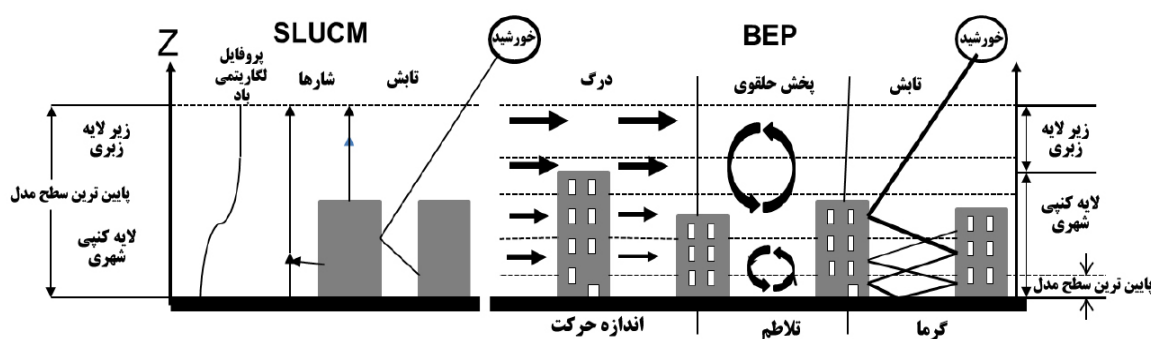 SLUCM
BEP
Z
پروفایل
لگاریتمی
باد
شارها
تابش
خورشید
درگ
پخش حلقوی
تابش
خورشید
زیر لایه
زبری
پایین ترین سطح مدل
لایه کنپی
شهری
زیر لایه
زبری
لایه کنپی
شهری
پایین ترین سطح مدل
اندازه حرکت
تلاطم
گرما